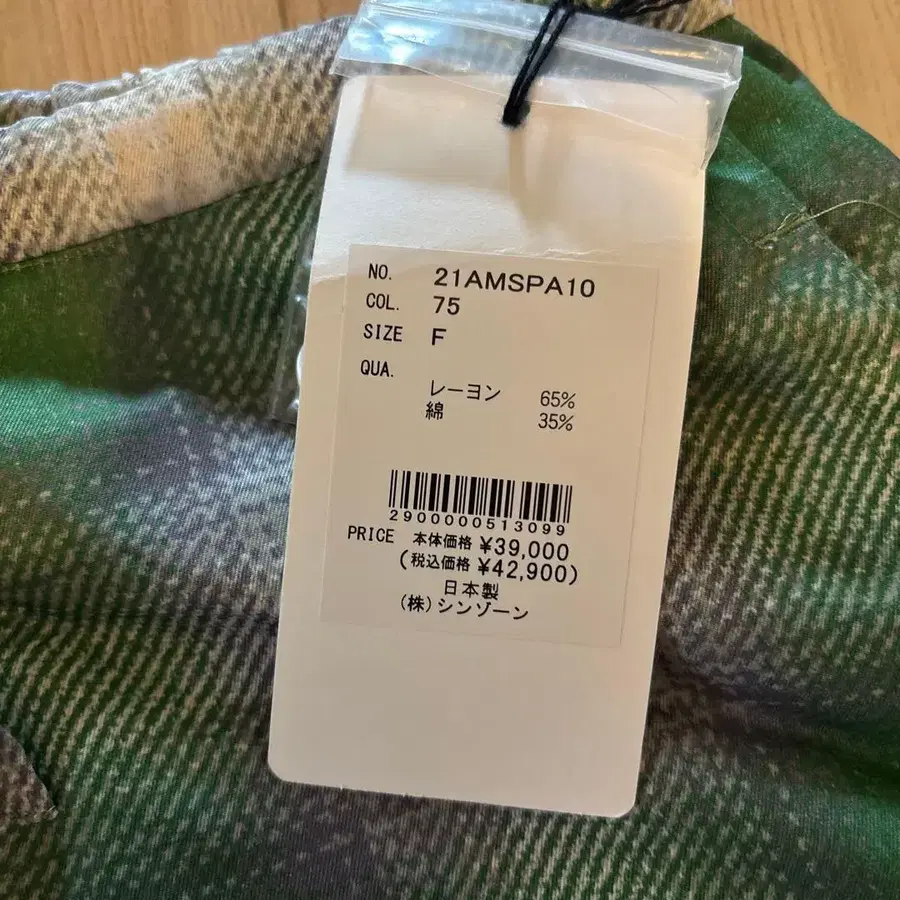 NO. 21AMSPA10
COL. 75
SIZE F
QUA.
レーヨン 65%
綿 35%
2900000513099
PRICE 本体価格 ¥39,000
(税込価格 ¥42,900)
日本製
(株)シンゾーン